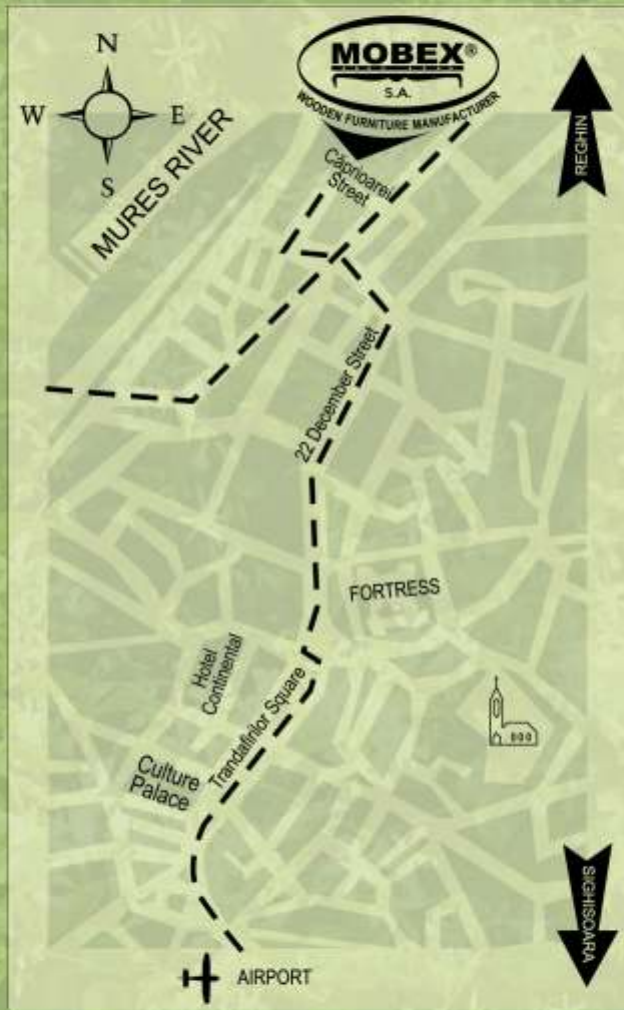 N
W
E
S
MOBEX®
S.A.
WOODEN FURNITURE MANUFACTURER
REGHIN
MURES RIVER
Căprioarei
Street
22 December Street
FORTRESS
Hotel
Continental
Trandafirilor Square
Culture
Palace
SIGHISOARA
AIRPORT